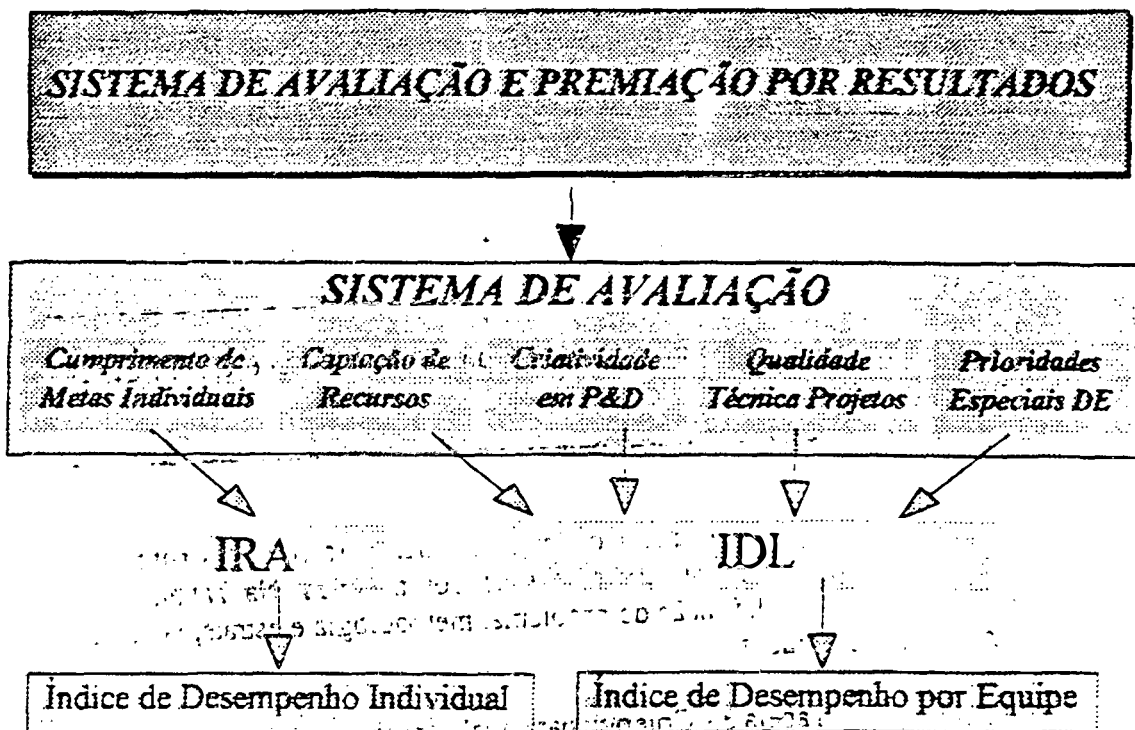 SISTEMA DE AVALIAÇÃO E PREMIAÇÃO POR RESULTADOS
SISTEMA DE AVALIAÇÃO
Cumprimento de Metas Individuais
Captação de Recursos
Criatividade em P&D
Qualidade Técnica Projetos
Prioridades Especiais DE
IRA
IDL
Índice de Desempenho Individual
Índice de Desempenho por Equipe